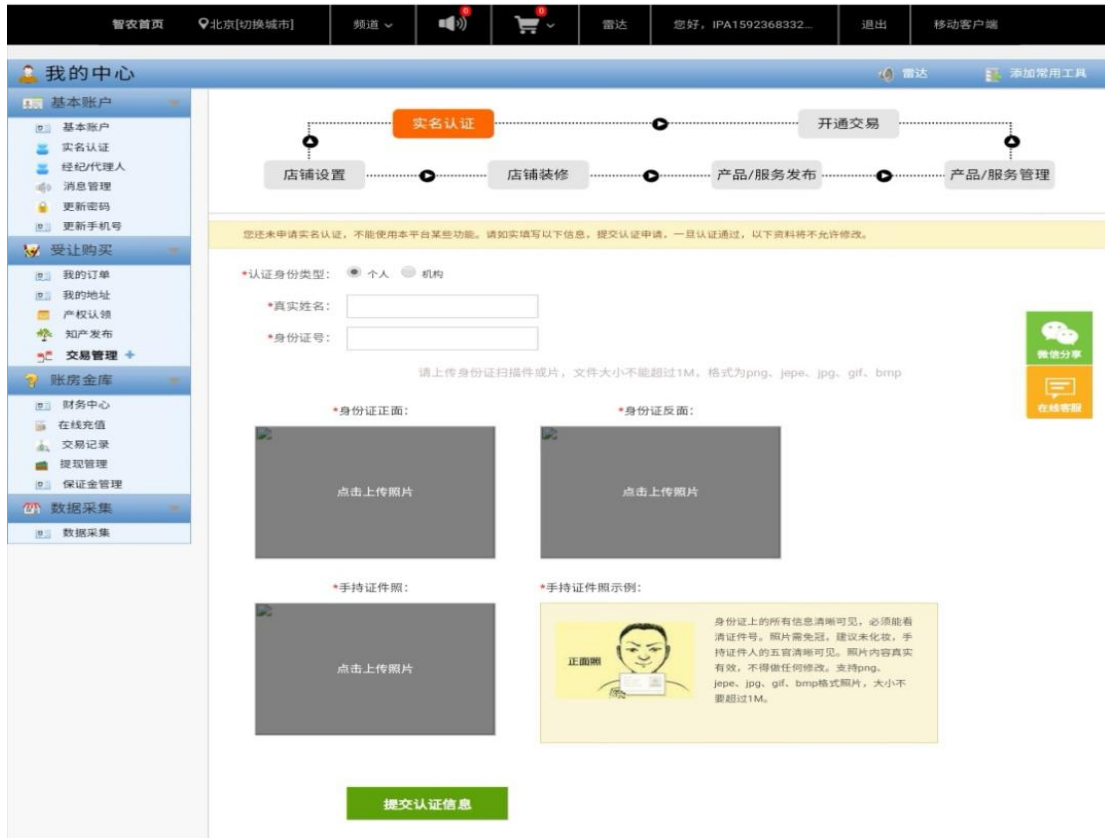 智农首页
北京[切换城市]
频道
0
0
雷达
您好，IPA1592368332...
退出
移动客户端
我的中心
雷达
添加常用工具
基本账户
基本账户
实名认证
经纪/代理人
消息管理
更新密码
更新手机号
受让购买
我的订单
我的地址
产权认领
知产发布
交易管理 +
账房金库
财务中心
在线充值
交易记录
提现管理
保证金管理
数据采集
数据采集
实名认证
开通交易
店铺设置
店铺装修
产品/服务发布
产品/服务管理
您还未申请实名认证，不能使用本平台某些功能。请如实填写以下信息，提交认证申请，一旦认证通过，以下资料将不允许修改。
*认证身份类型： 个人 机构
*真实姓名：
*身份证号：
请上传身份证扫描件或片，文件大小不能超过1M，格式为png、jepe、jpg、gif、bmp
*身份证正面：
*身份证反面：
点击上传照片
点击上传照片
*手持证件照：
*手持证件照示例：
点击上传照片
正面照
身份证上的所有信息清晰可见，必须能看
清证件号。照片需免冠，建议未化妆，手
持证件人的五官清晰可见。照片内容真实
有效，不得做任何修改。支持png、
jepe、jpg、gif、bmp格式照片，大小不
要超过1M。
微信分享
在线客服
提交认证信息